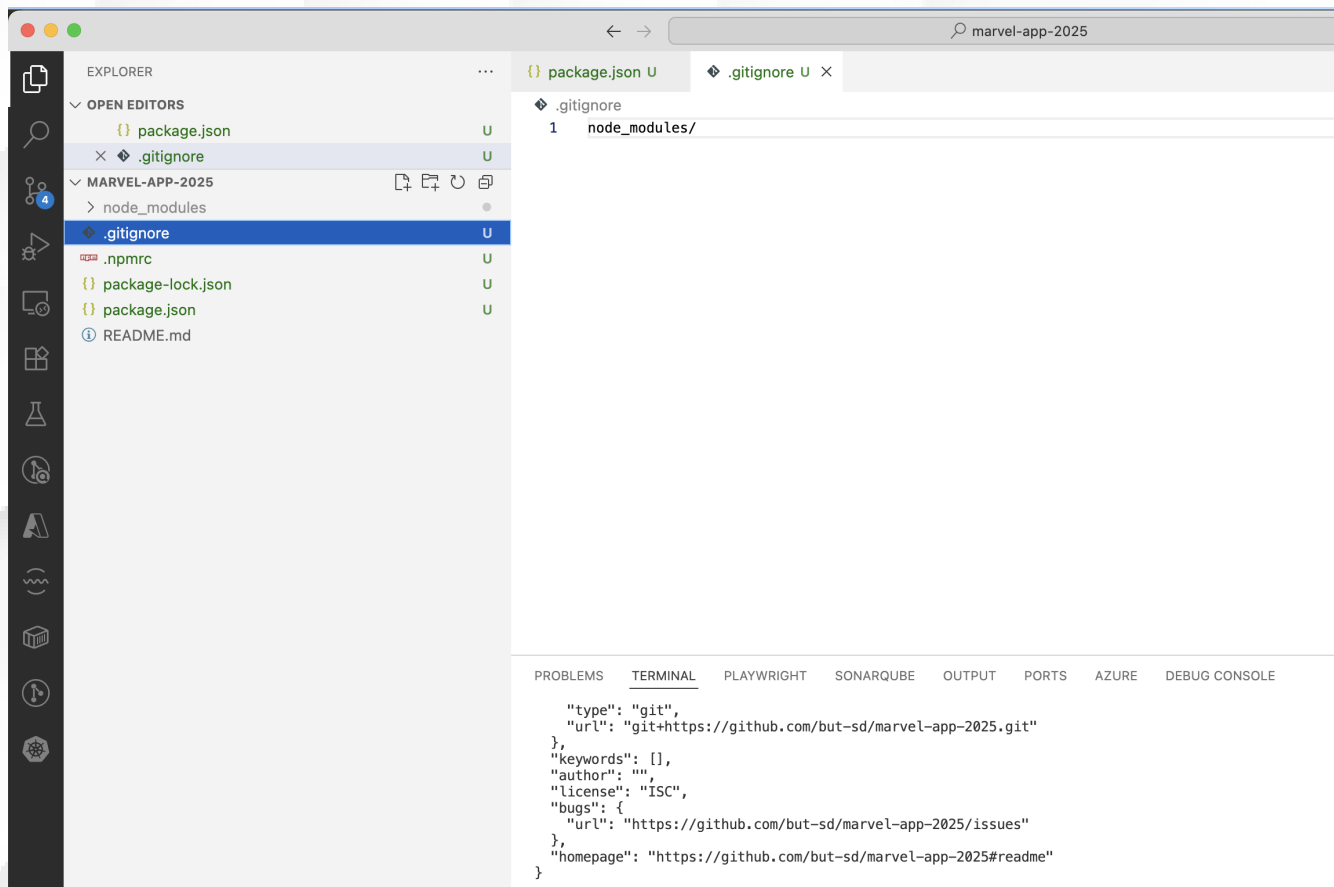 marvel-app-2025
EXPLORER
OPEN EDITORS
{} package.json U
.gitignore U
MARVEL-APP-2025
node_modules
.gitignore U
.npmrc U
{} package-lock.json U
{} package.json U
README.md
4
{} package.json U
.gitignore U
.gitignore
1 node_modules/
PROBLEMS TERMINAL PLAYWRIGHT SONARQUBE OUTPUT PORTS AZURE DEBUG CONSOLE
"type": "git",
"url": "git+https://github.com/but-sd/marvel-app-2025.git"
},
"keywords": [],
"author": "",
"license": "ISC",
"bugs": {
"url": "https://github.com/but-sd/marvel-app-2025/issues"
},
"homepage": "https://github.com/but-sd/marvel-app-2025#readme"
}